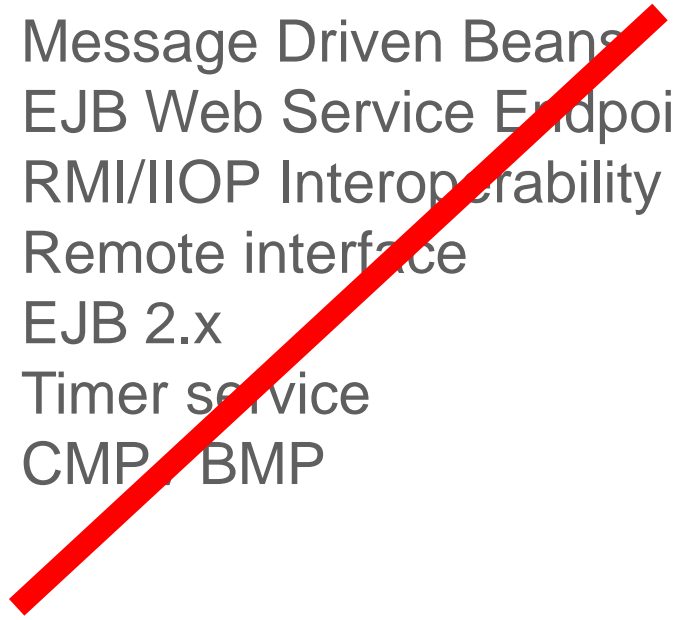 Message Driven Beans
EJB Web Service Endpoi
RMI/IIOP Interoperability
Remote interface
EJB 2.x
Timer service
CMP / BMP